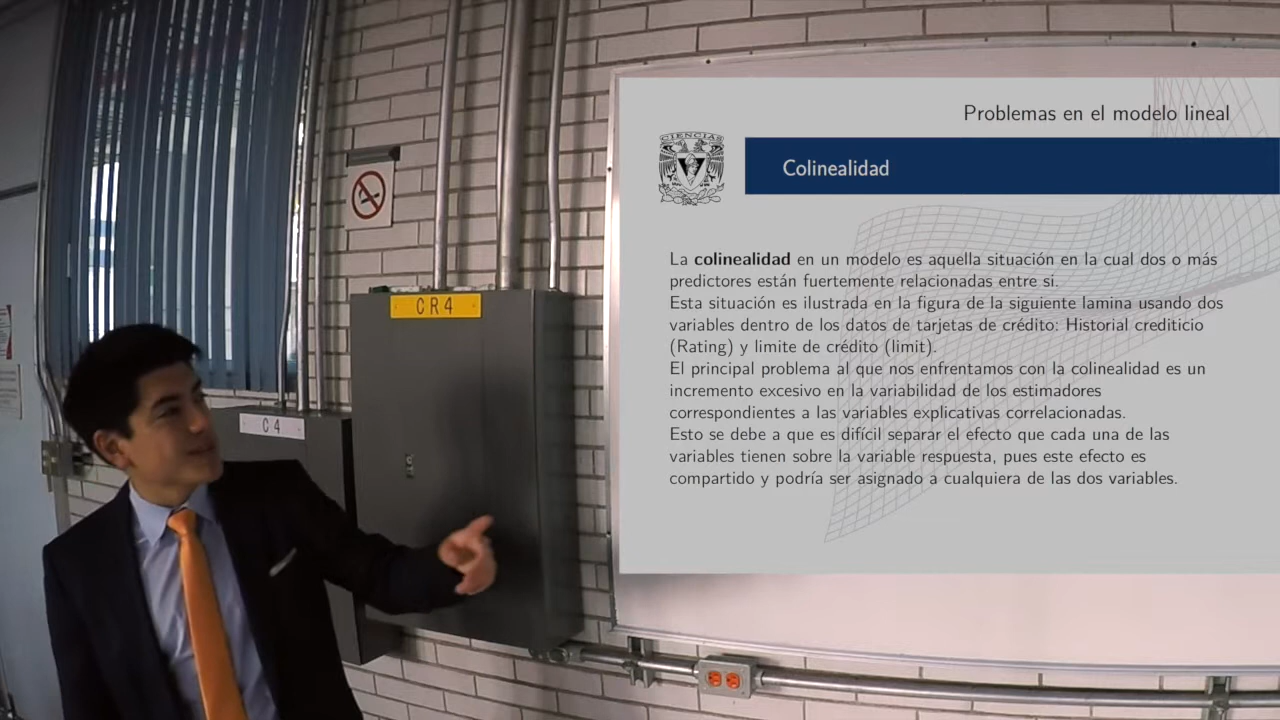 Problemas en el modelo lineal
CIENCIAS
Colinealidad
La colinealidad en un modelo es aquella situación en la cual dos o más
predictores están fuertemente relacionadas entre sí.
Esta situación es ilustrada en la figura de la siguiente lamina usando dos
variables dentro de los datos de tarjetas de crédito: Historial crediticio
(Rating) y limite de crédito (limit).
El principal problema al que nos enfrentamos con la colinealidad es un
incremento excesivo en la variabilidad de los estimadores
correspondientes a las variables explicativas correlacionadas.
Esto se debe a que es difícil separar el efecto que cada una de las
variables tienen sobre la variable respuesta, pues este efecto es
compartido y podría ser asignado a cualquiera de las dos variables.
CR4
C4